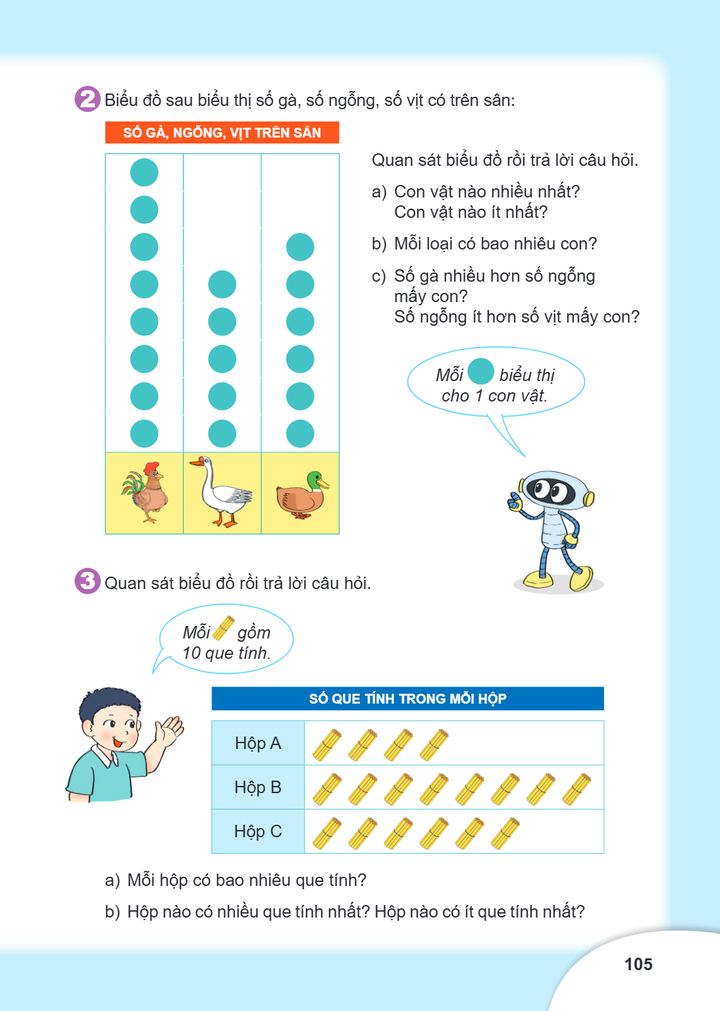 2 Biểu đồ sau biểu thị số gà, số ngỗng, số vịt có trên sân:
SỐ GÀ, NGỖNG, VỊT TRÊN SÂN
Quan sát biểu đồ rồi trả lời câu hỏi.
a) Con vật nào nhiều nhất?
Con vật nào ít nhất?
b) Mỗi loại có bao nhiêu con?
c) Số gà nhiều hơn số ngỗng
mấy con?
Số ngỗng ít hơn số vịt mấy con?
Mỗi biểu thị
cho 1 con vật.
3 Quan sát biểu đồ rồi trả lời câu hỏi.
Mỗi gồm
10 que tính.
SỐ QUE TÍNH TRONG MỖI HỘP
Hộp A
Hộp B
Hộp C
a) Mỗi hộp có bao nhiêu que tính?
b) Hộp nào có nhiều que tính nhất? Hộp nào có ít que tính nhất?
105